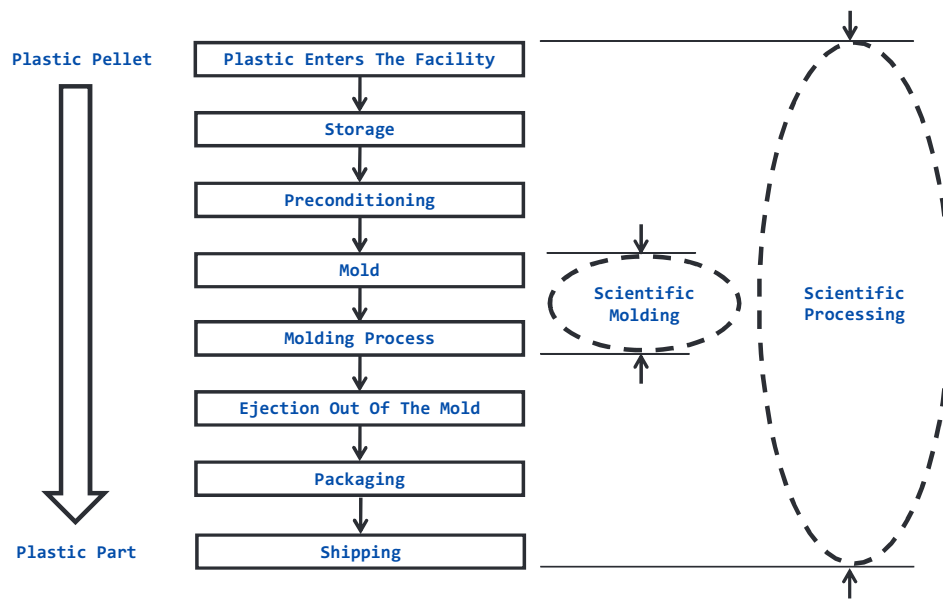 Plastic Pellet
Plastic Enters The Facility
Storage
Preconditioning
Mold
Scientific
Molding
Scientific
Processing
Molding Process
Ejection Out Of The Mold
Packaging
Plastic Part
Shipping